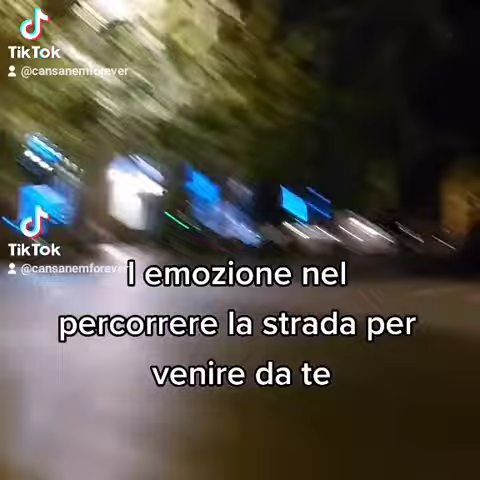 TikTok
@cansanemforever
TikTok
@cansanemforever
l emozione nel
percorrere la strada per
venire da te